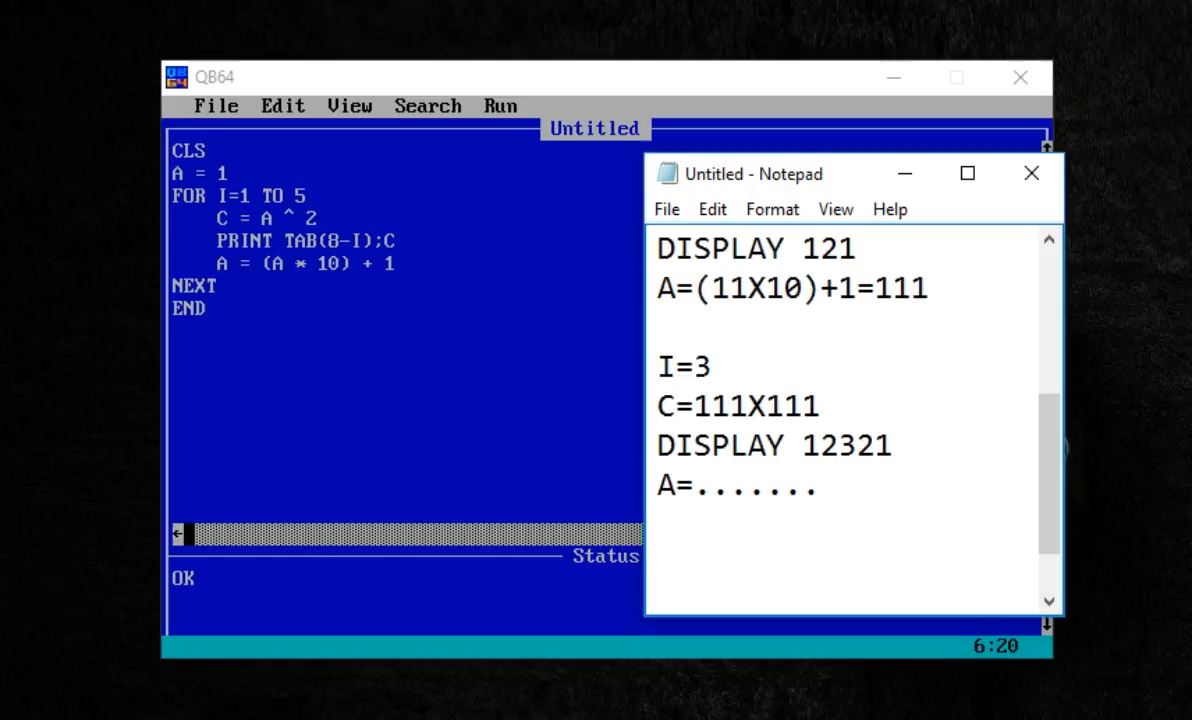 QB64
File Edit View Search Run
Untitled
CLS
A = 1
FOR I=1 TO 5
C = A ^ 2
PRINT TAB(8-I);C
A = (A * 10) + 1
NEXT
END
Status
OK
6:20
Untitled - Notepad
File Edit Format View Help
DISPLAY 121
A=(11X10)+1=111
I=3
C=111X111
DISPLAY 12321
A=.......